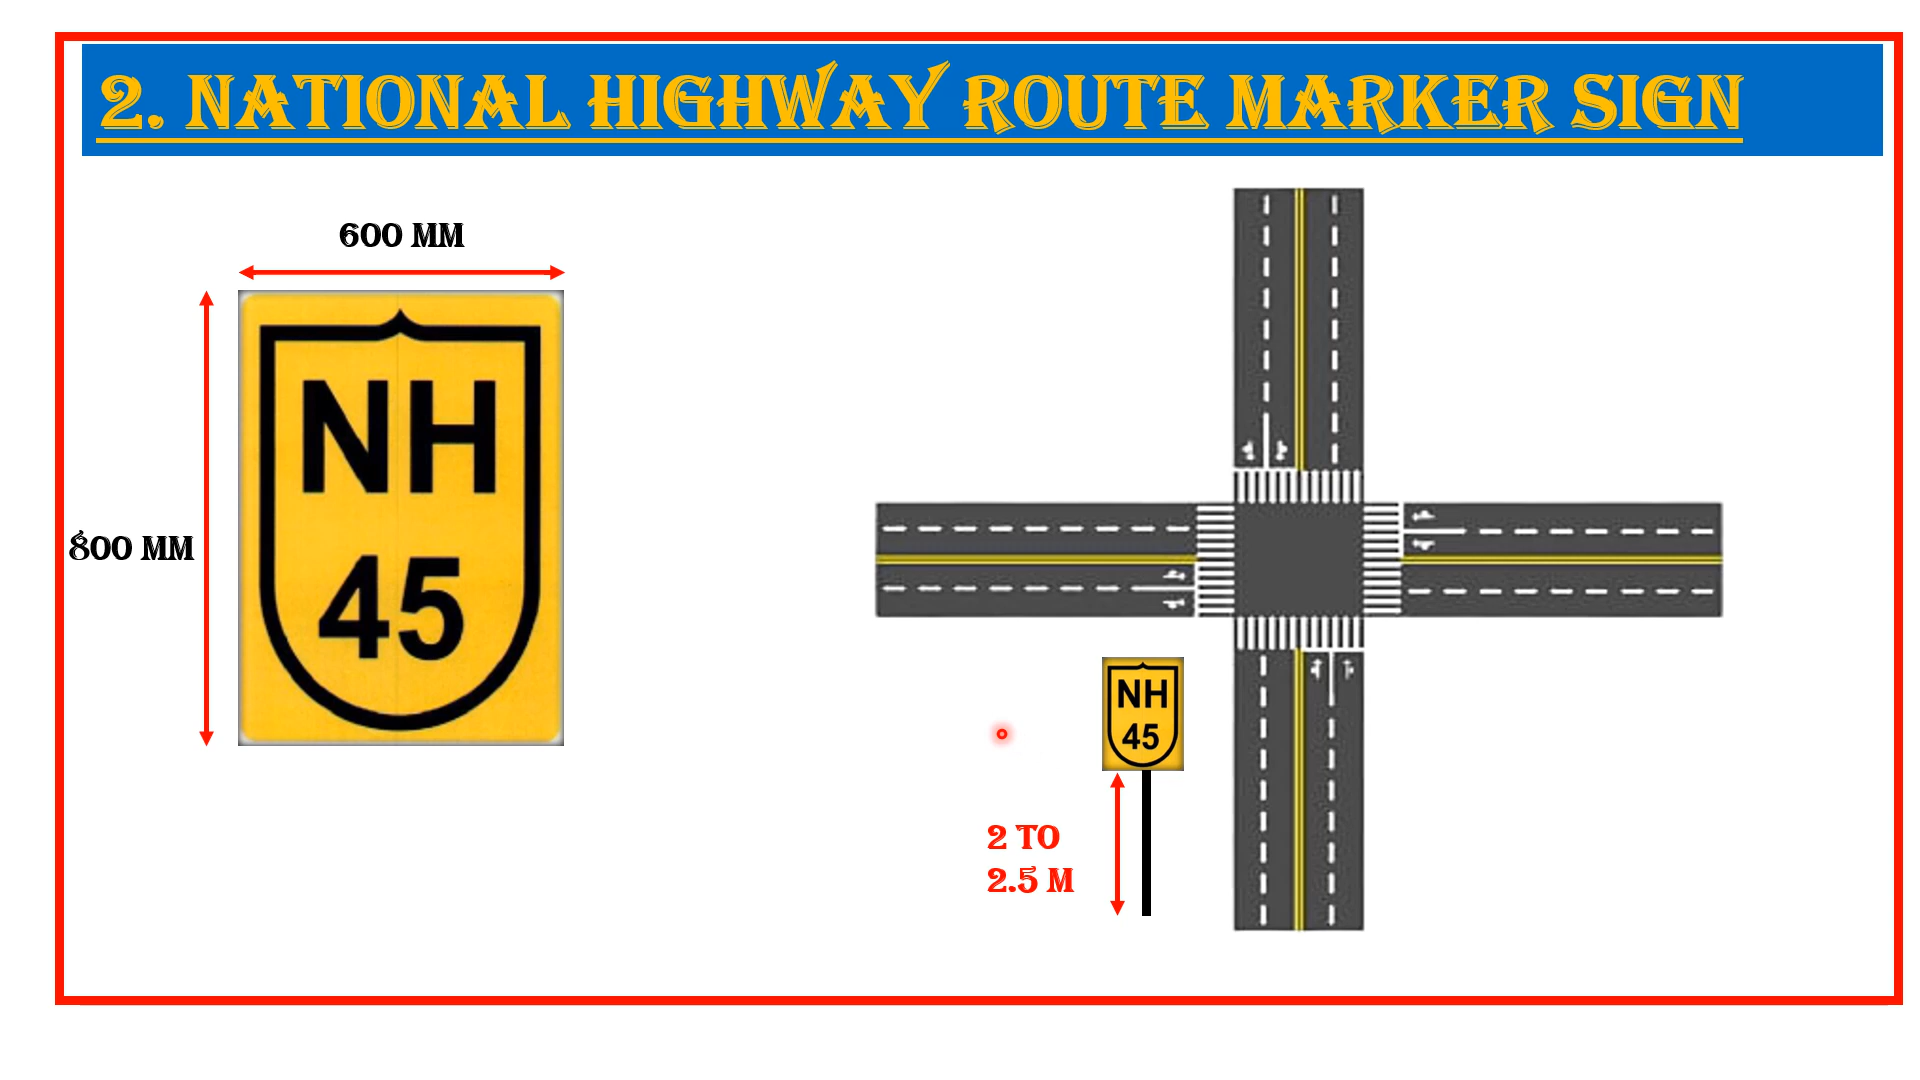 2. NATIONAL HIGHWAY ROUTE MARKER SIGN
600 MM
NH
45
800 MM
NH
45
2 TO
2.5 M